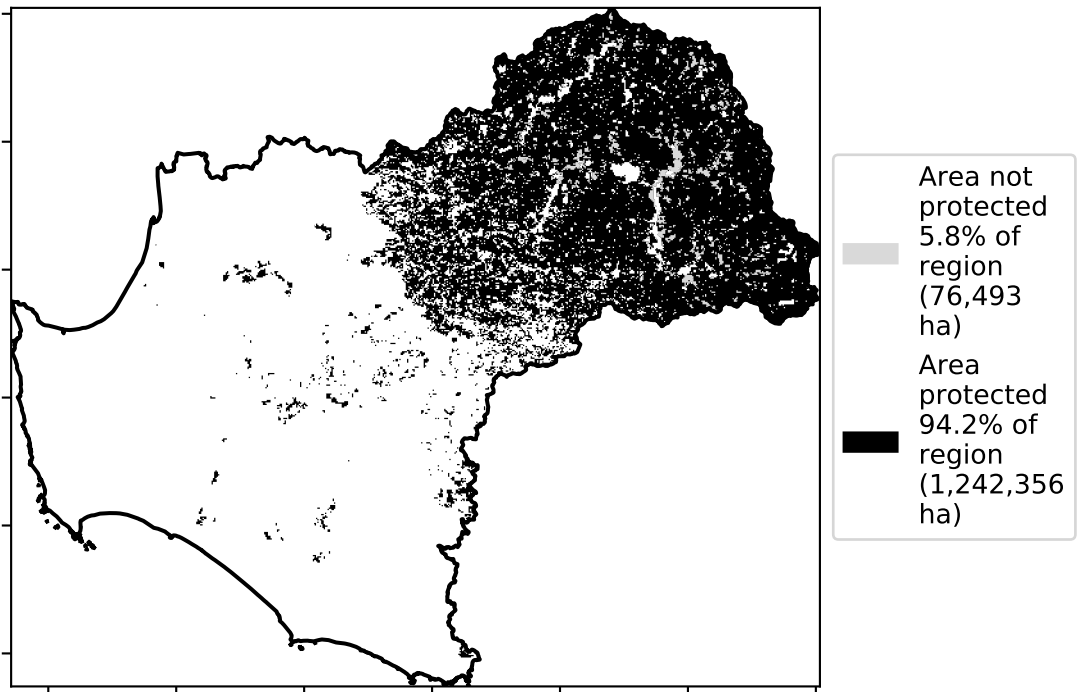 Area not
protected
5.8% of
region
(76,493
ha)
Area
protected
94.2% of
region
(1,242,356
ha)